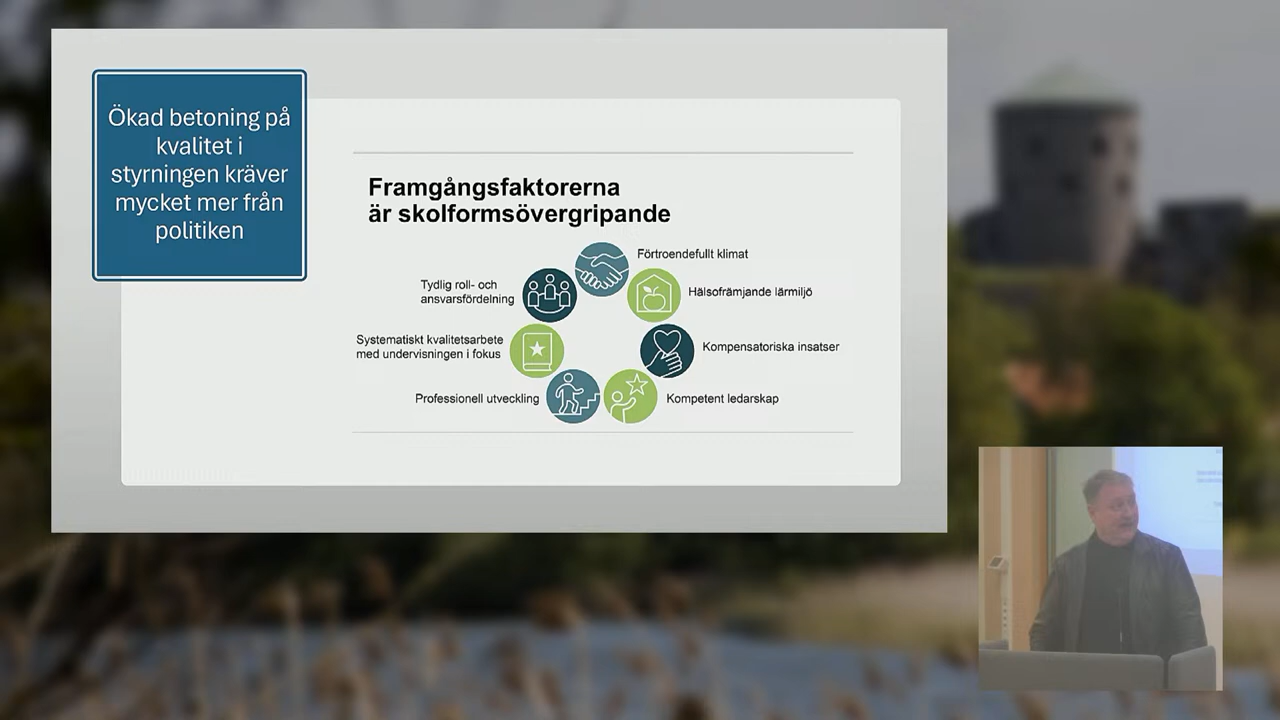 Ökad betoning på
kvalitet i
styrningen kräver
mycket mer från
politiken
Framgångsfaktorerna
är skolformsövergripande
Förtroendefullt klimat
Hälsofrämjande lärmiljö
Kompensatoriska insatser
Kompetent ledarskap
Professionell utveckling
Systematiskt kvalitetsarbete
med undervisningen i fokus
Tydlig roll- och
ansvarsfördelning